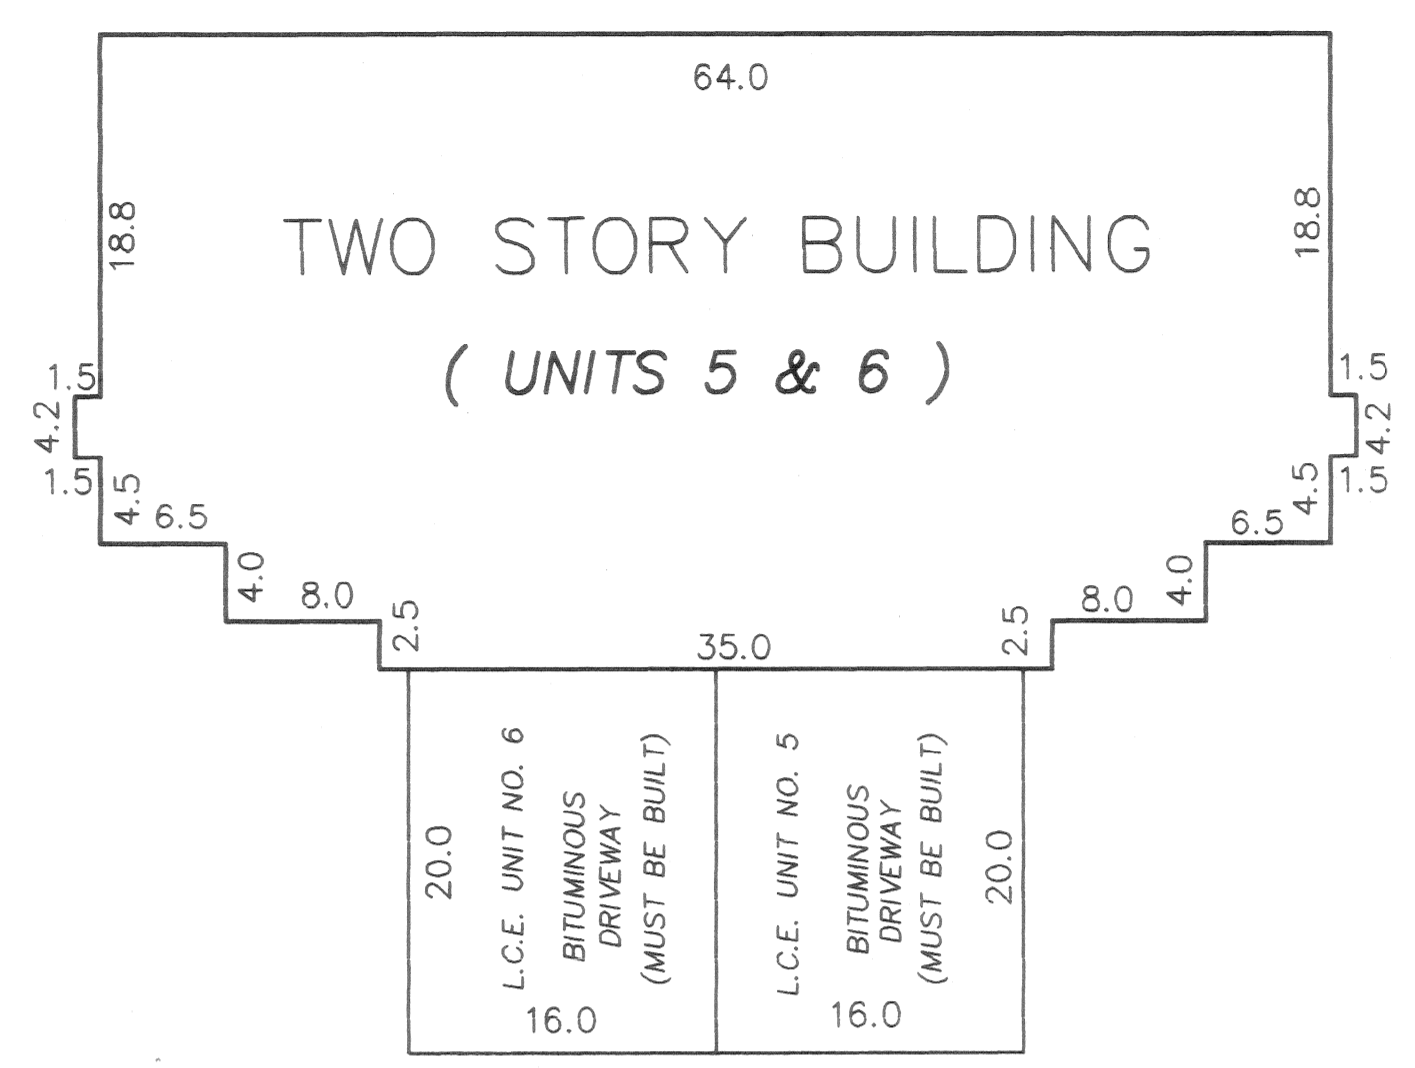 64.0
18.8
18.8
TWO STORY BUILDING
( UNITS 5 & 6 )
1.5
1.5
4.2
4.2
1.5
1.5
4.5
4.5
6.5
6.5
4.0
4.0
8.0
8.0
2.5
2.5
35.0
20.0
L.C.E. UNIT NO. 6
BITUMINOUS
DRIVEWAY
(MUST BE BUILT)
16.0
L.C.E. UNIT NO. 5
BITUMINOUS
DRIVEWAY
(MUST BE BUILT)
20.0
16.0